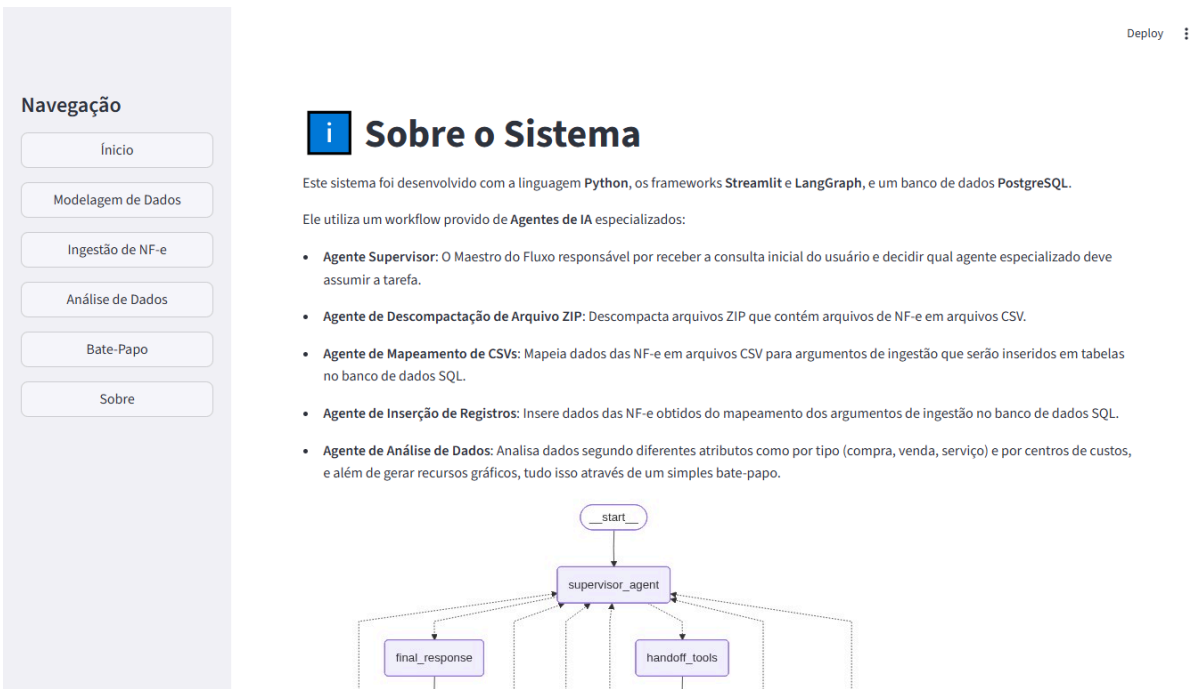 Deploy
Navegação
Ínicio
Modelagem de Dados
Ingestão de NF-e
Análise de Dados
Bate-Papo
Sobre
i Sobre o Sistema
Este sistema foi desenvolvido com a linguagem Python, os frameworks Streamlit e LangGraph, e um banco de dados PostgreSQL.
Ele utiliza um workflow provido de Agentes de IA especializados:
• Agente Supervisor: O Maestro do Fluxo responsável por receber a consulta inicial do usuário e decidir qual agente especializado deve
assumir a tarefa.
• Agente de Descompactação de Arquivo ZIP: Descompacta arquivos ZIP que contém arquivos de NF-e em arquivos CSV.
• Agente de Mapeamento de CSVs: Mapeia dados das NF-e em arquivos CSV para argumentos de ingestão que serão inseridos em tabelas
no banco de dados SQL.
• Agente de Inserção de Registros: Insere dados das NF-e obtidos do mapeamento dos argumentos de ingestão no banco de dados SQL.
• Agente de Análise de Dados: Analisa dados segundo diferentes atributos como por tipo (compra, venda, serviço) e por centros de custos,
e além de gerar recursos gráficos, tudo isso através de um simples bate-papo.
__start__
supervisor_agent
final_response
handoff_tools